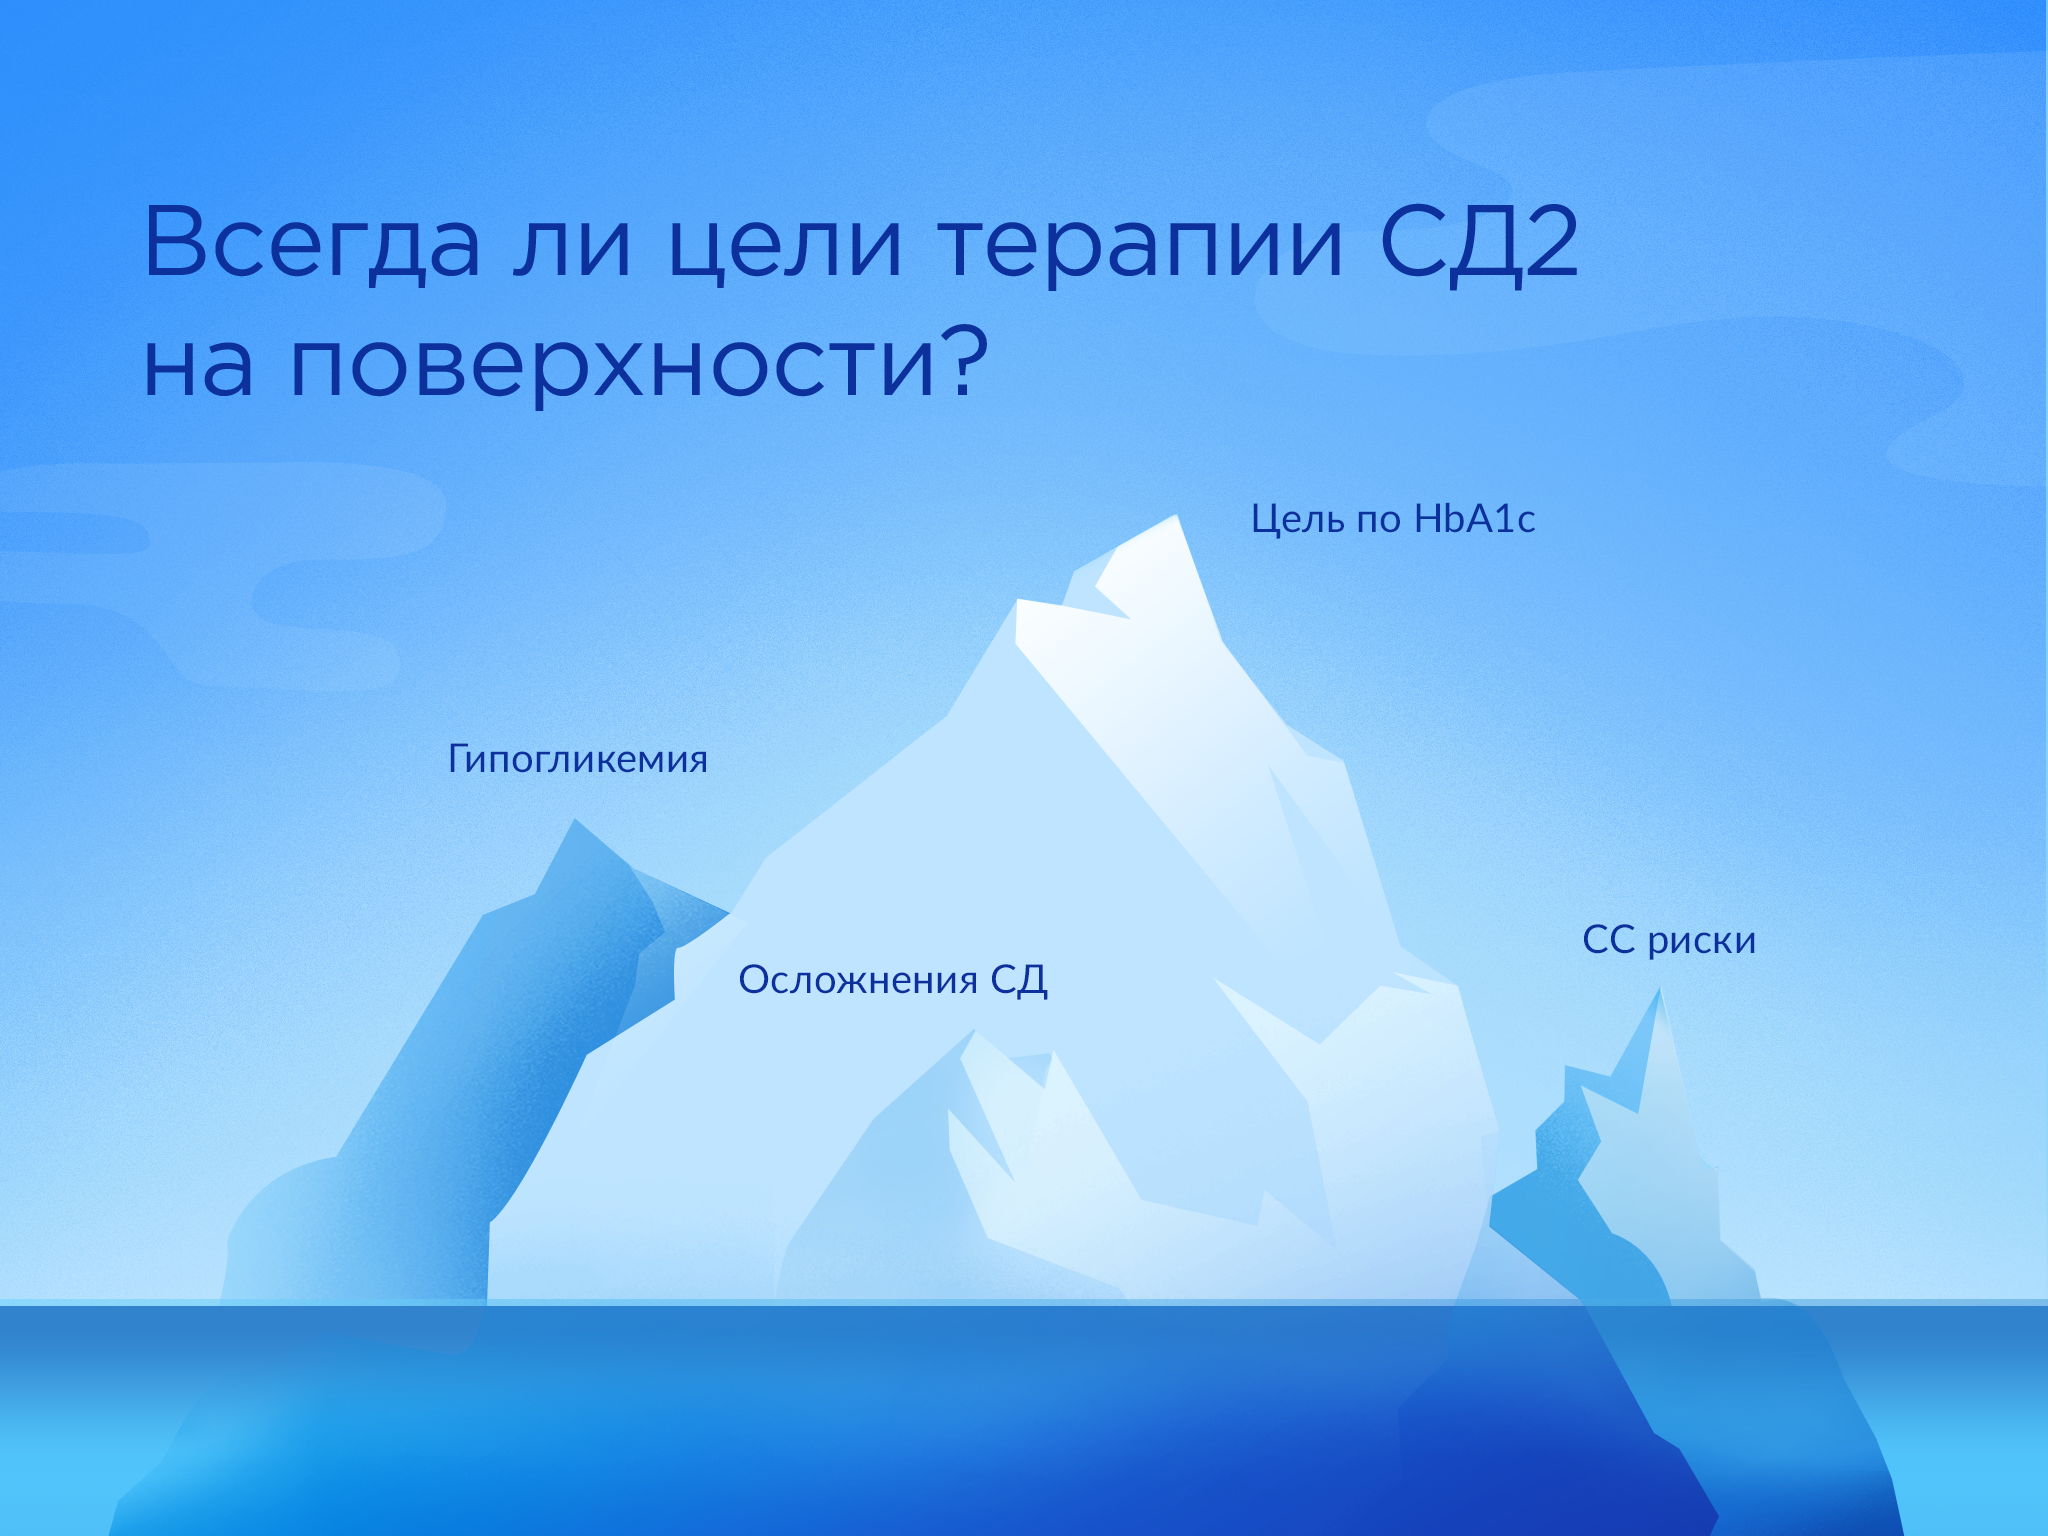 Всегда ли цели терапии СД2
на поверхности?
Цель по HbA1c
Гипогликемия
СС риски
Осложнения СД